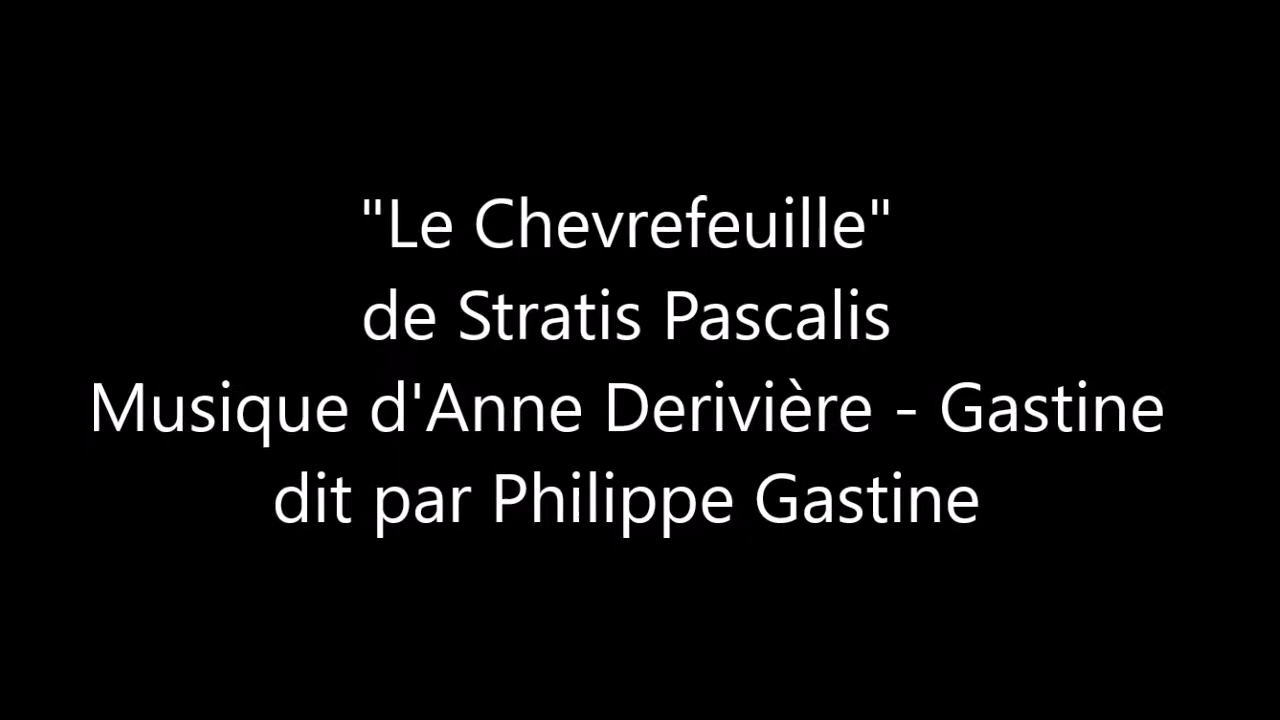 "Le Chevrefeuille"
de Stratis Pascalis
Musique d'Anne Derivière - Gastine
dit par Philippe Gastine